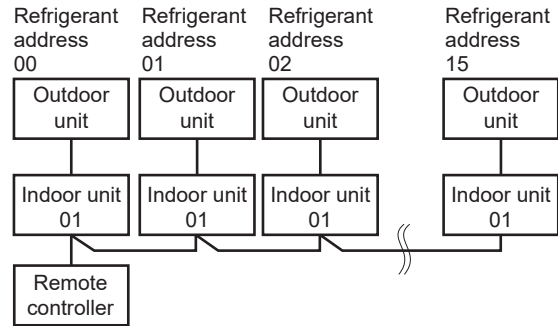 Refrigerant
address
00
Refrigerant
address
01
Refrigerant
address
02
Refrigerant
address
15
Outdoor
unit
Outdoor
unit
Outdoor
unit
Outdoor
unit
Indoor unit
01
Indoor unit
01
Indoor unit
01
Indoor unit
01
Remote
controller